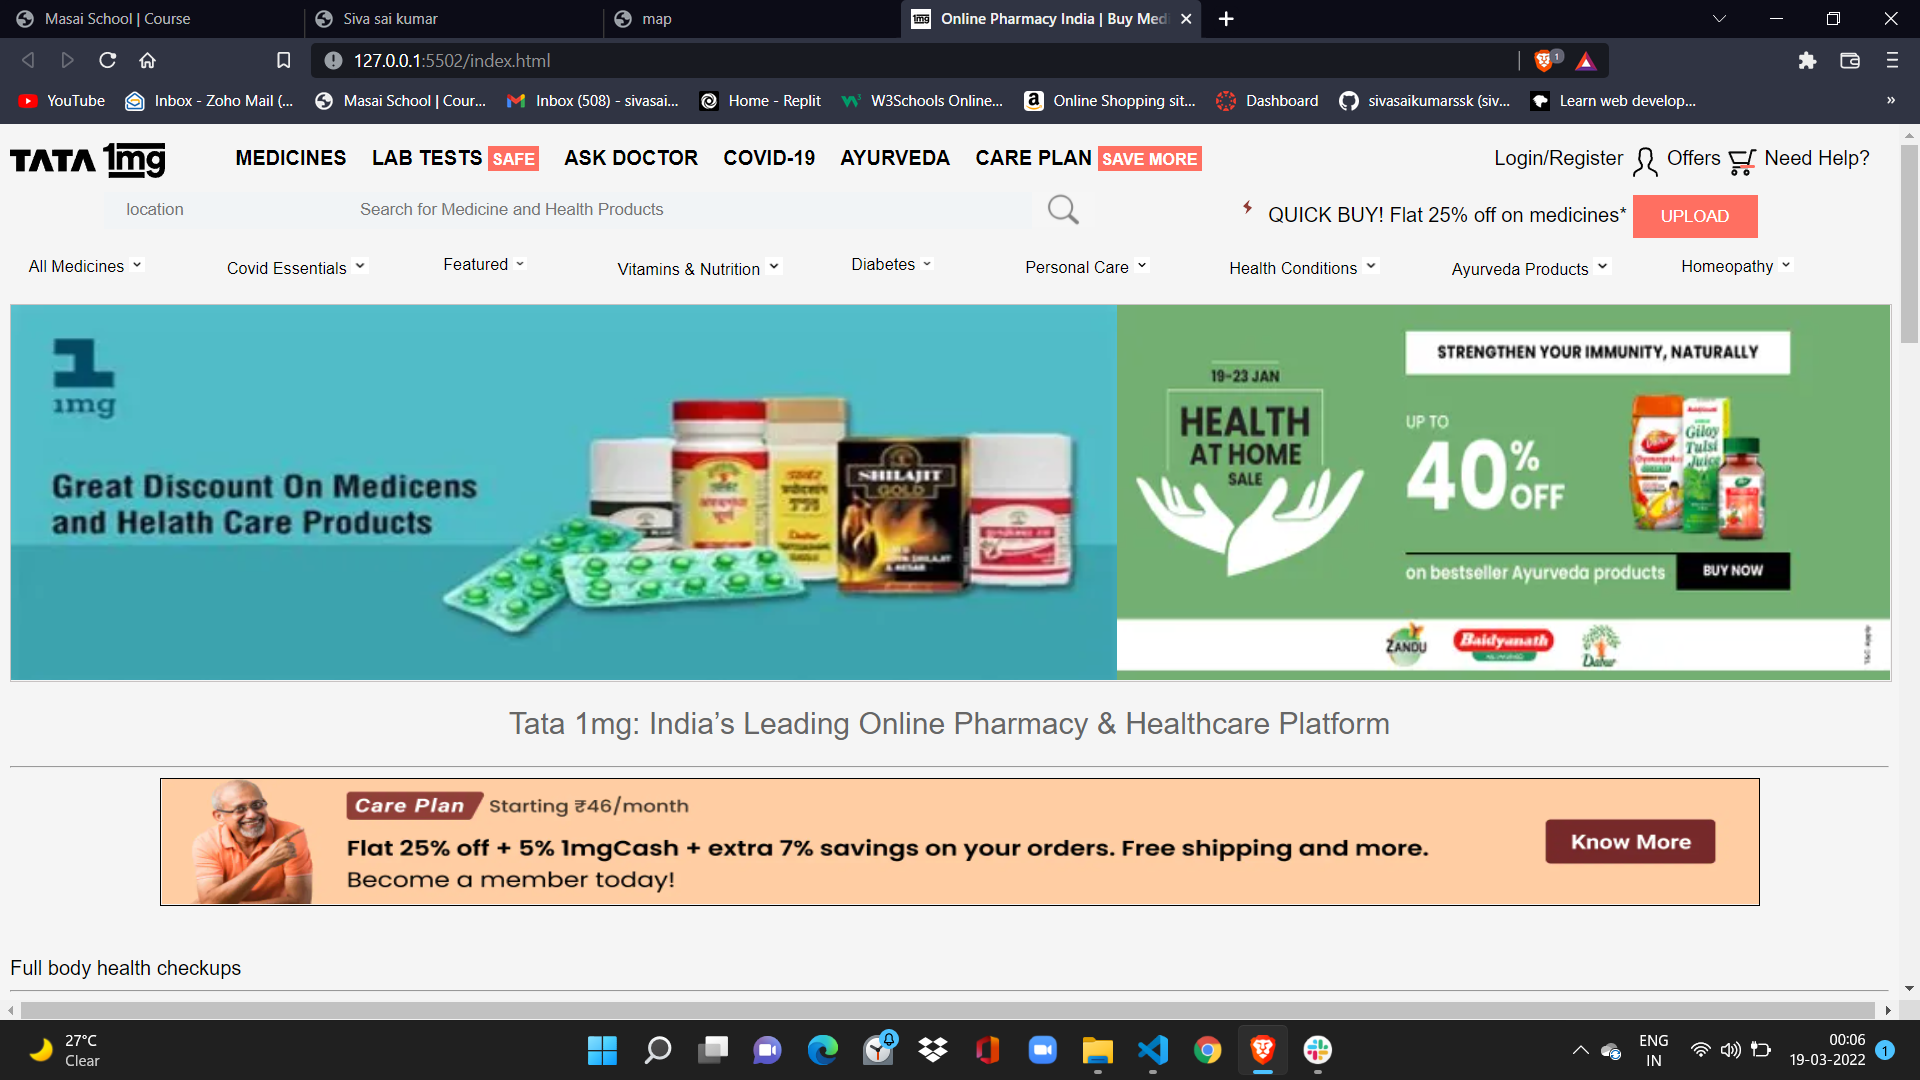 Masai School | Course
Siva sai kumar
map
1mg Online Pharmacy India | Buy Med
127.0.0.1:5502/index.html
1
YouTube
Inbox - Zoho Mail (...
Masai School | Cour...
Inbox (508) - sivasai...
Home - Replit
W3Schools Online...
Online Shopping sit...
Dashboard
sivasaikumarssk (siv...
Learn web develop...
»
TATA 1mg
MEDICINES LAB TESTS SAFE ASK DOCTOR COVID-19 AYURVEDA CARE PLAN SAVE MORE
Login/Register Offers Need Help?
location
Search for Medicine and Health Products
QUICK BUY! Flat 25% off on medicines* UPLOAD
All Medicines
Covid Essentials
Featured
Vitamins & Nutrition
Diabetes
Personal Care
Health Conditions
Ayurveda Products
Homeopathy
1mg
Great Discount On Medicens
and Helath Care Products
SHILAJIT
GOLD
Dabur
19-23 JAN
HEALTH
AT HOME
SALE
STRENGTHEN YOUR IMMUNITY, NATURALLY
UP TO
40% OFF
Giloy
Tulsi
Juice
on bestseller Ayurveda products BUY NOW
ZANDU
Baidyanath
Dabur
Tata 1mg: India’s Leading Online Pharmacy & Healthcare Platform
Care Plan Starting ₹46/month
Flat 25% off + 5% 1mgCash + extra 7% savings on your orders. Free shipping and more.
Become a member today!
Know More
Full body health checkups
27°C
Clear
ENG
IN
00:06
19-03-2022
1